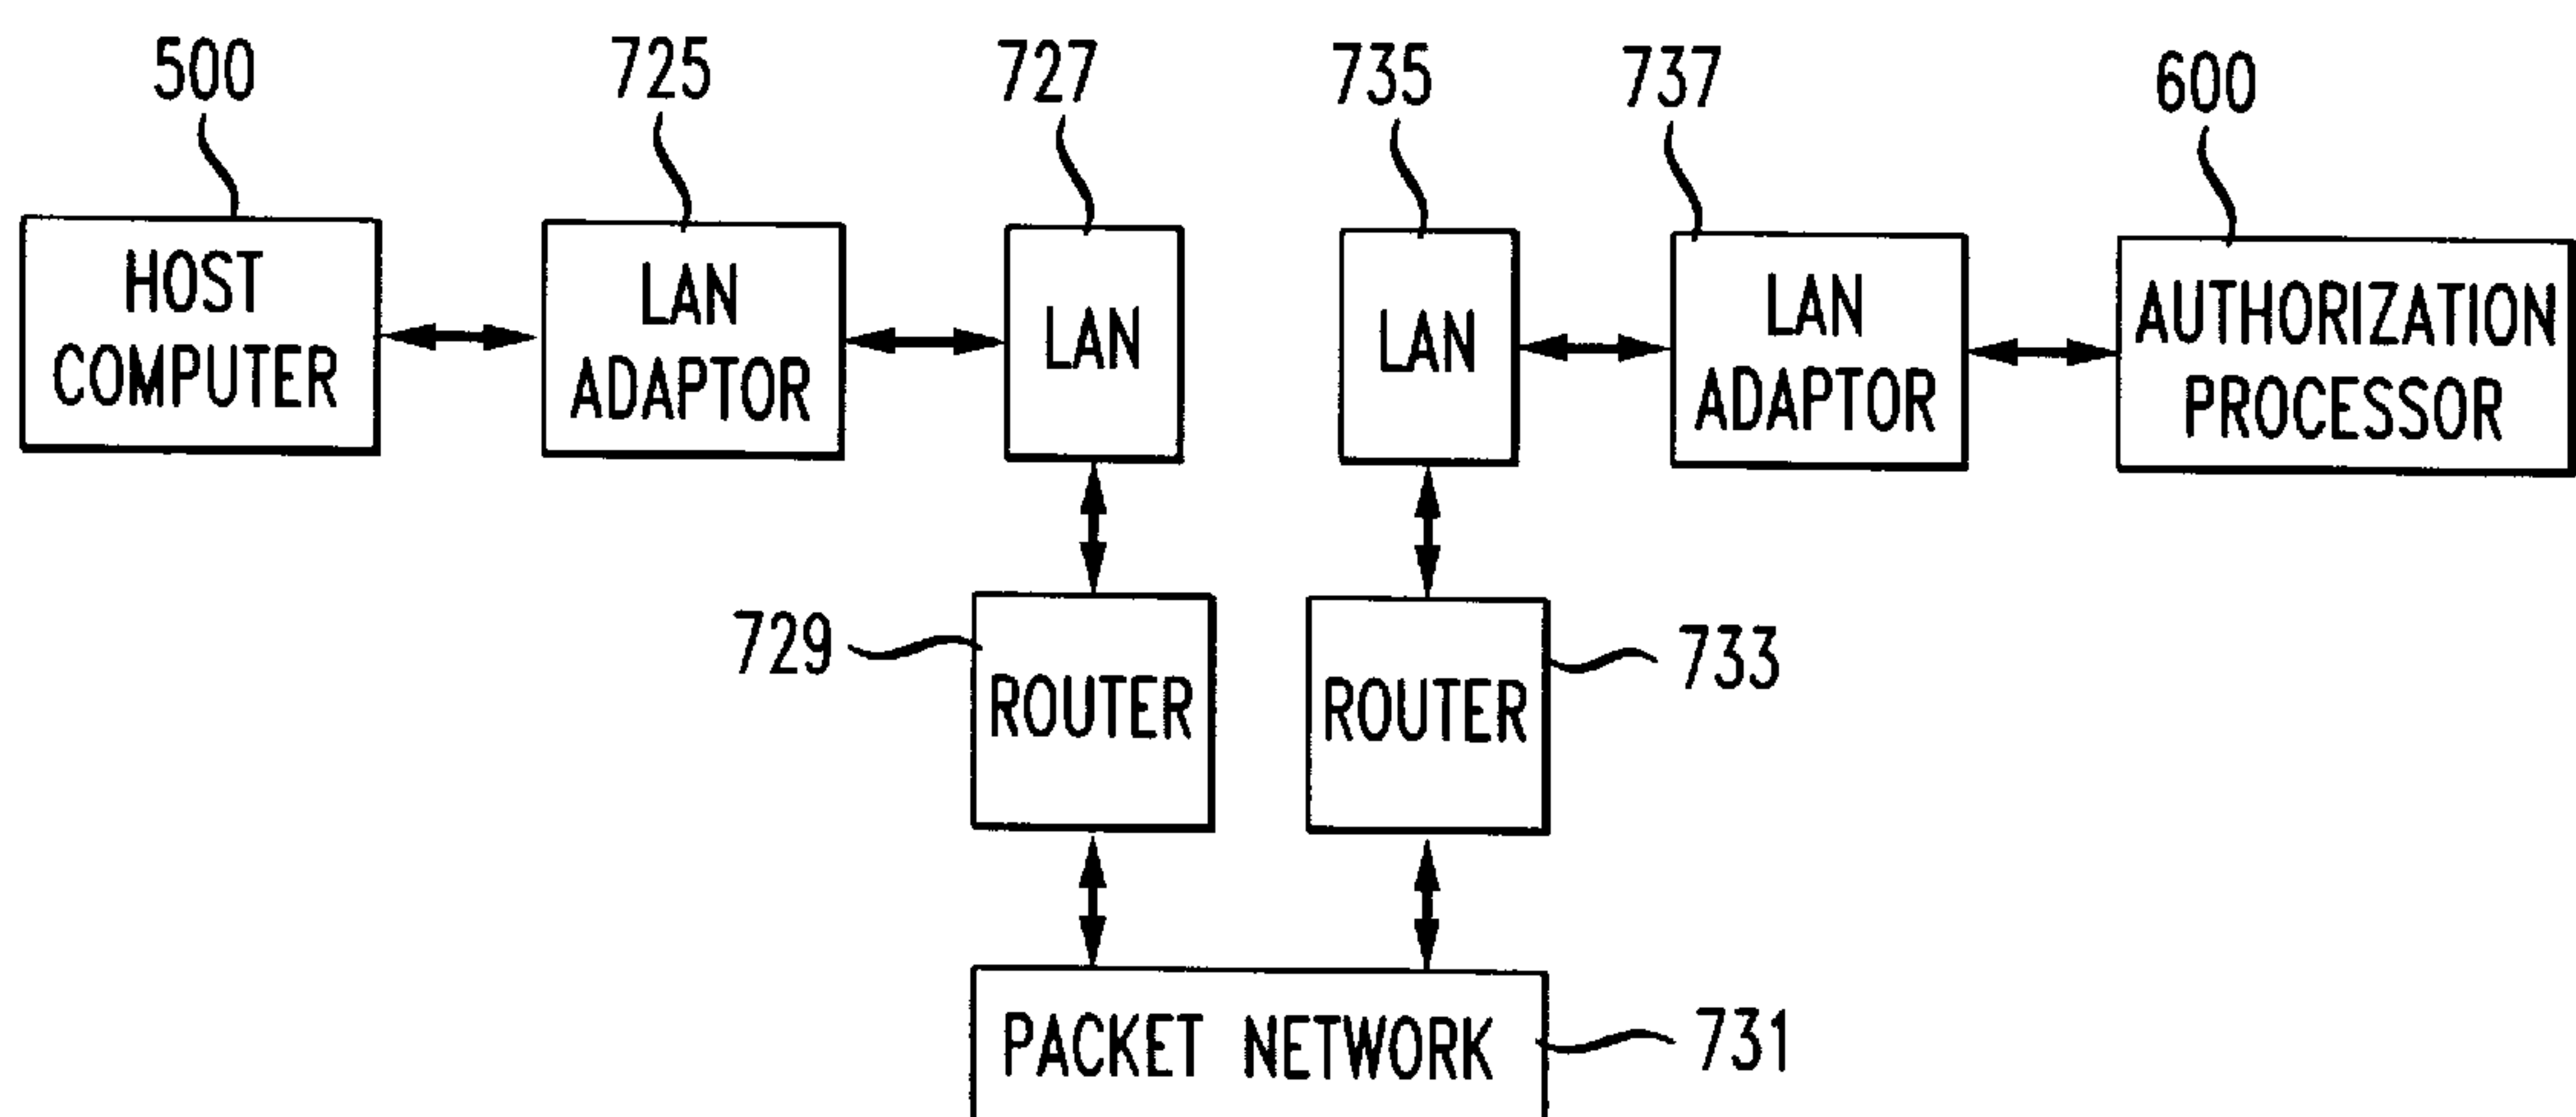 500
725
727
735
737
600
HOST
COMPUTER
LAN
ADAPTOR
LAN
LAN
LAN
ADAPTOR
AUTHORIZATION
PROCESSOR
729
ROUTER
ROUTER
733
PACKET NETWORK
731